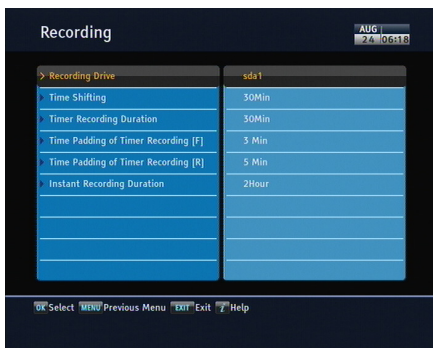 Recording
AUG
24 06:18
> Recording Drive sda1
Time Shifting 30Min
Timer Recording Duration 30Min
Time Padding of Timer Recording [F] 3 Min
Time Padding of Timer Recording [R] 5 Min
Instant Recording Duration 2Hour
OK Select MENU Previous Menu EXIT Exit i Help